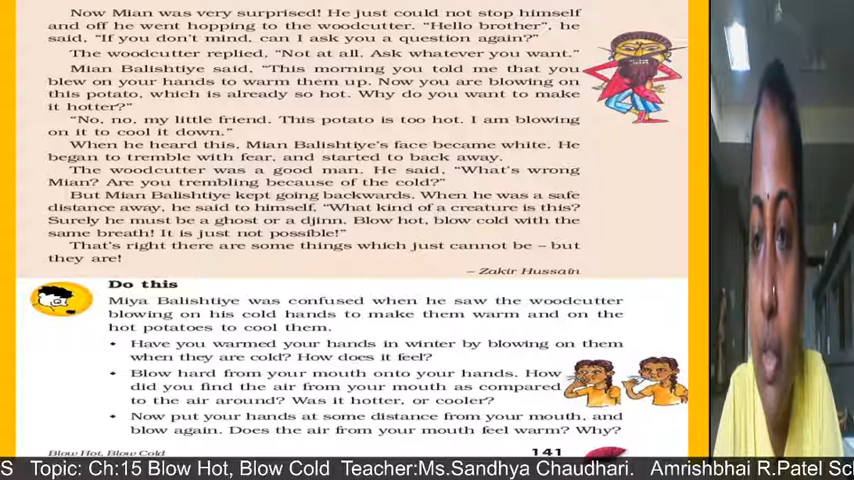 Now Mian was very surprised! He just could not stop himself
and off he went hopping to the woodcutter. “Hello brother”, he
said, “If you don’t mind, can I ask you a question again?”
The woodcutter replied, “Not at all. Ask whatever you want.”
Mian Balishtiye said, “This morning you told me that you
blew on your hands to warm them up. Now you are blowing on
this potato, which is already so hot. Why do you want to make
it hotter?”
“No, no, my little friend. This potato is too hot. I am blowing
on it to cool it down.”
When he heard this, Mian Balishtiye’s face became white. He
began to tremble with fear, and started to back away.
The woodcutter was a good man. He said, “What’s wrong
Mian? Are you trembling because of the cold?”
But Mian Balishtiye kept going backwards. When he was a safe
distance away, he said to himself, “What kind of a creature is this?
Surely he must be a ghost or a djinn. Blow hot, blow cold with the
same breath! It is just not possible!”
That’s right there are some things which just cannot be – but
they are!
– Zakir Hussain
Do this
Miya Balishtiye was confused when he saw the woodcutter
blowing on his cold hands to make them warm and on the
hot potatoes to cool them.
• Have you warmed your hands in winter by blowing on them
when they are cold? How does it feel?
• Blow hard from your mouth onto your hands. How
did you find the air from your mouth as compared
to the air around? Was it hotter, or cooler?
• Now put your hands at some distance from your mouth, and
blow again. Does the air from your mouth feel warm? Why?
Blow Hot, Blow Cold
141
S Topic: Ch:15 Blow Hot, Blow Cold Teacher:Ms.Sandhya Chaudhari. Amrishbhai R.Patel Scl